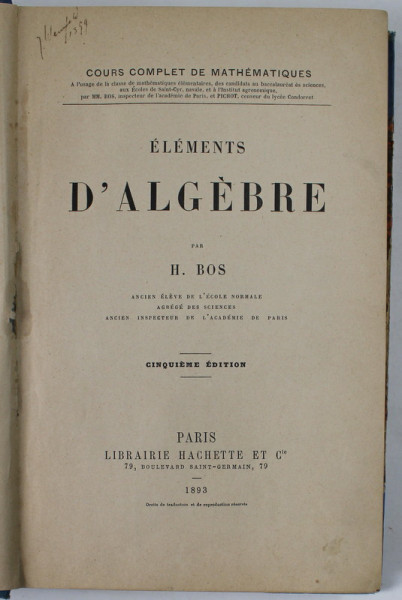 COURS COMPLET DE MATHÉMATIQUES
A l'usage de la classe de mathématiques élémentaires, des candidats au baccalauréat ès sciences,
aux Écoles de Saint-Cyr, navale, et à l'Institut agronomique,
par MM. BOS, inspecteur de l'académie de Paris, et PICHOT, censeur du lycée Condorcet
ÉLÉMENTS
D'ALGÈBRE
PAR
H. BOS
ANCIEN ÉLÈVE DE L'ÉCOLE NORMALE
AGRÉGÉ DES SCIENCES
ANCIEN INSPECTEUR DE L'ACADÉMIE DE PARIS
CINQUIÈME ÉDITION
PARIS
LIBRAIRIE HACHETTE ET Cie
79, BOULEVARD SAINT-GERMAIN, 79
1893
Droits de traduction et de reproduction réservés